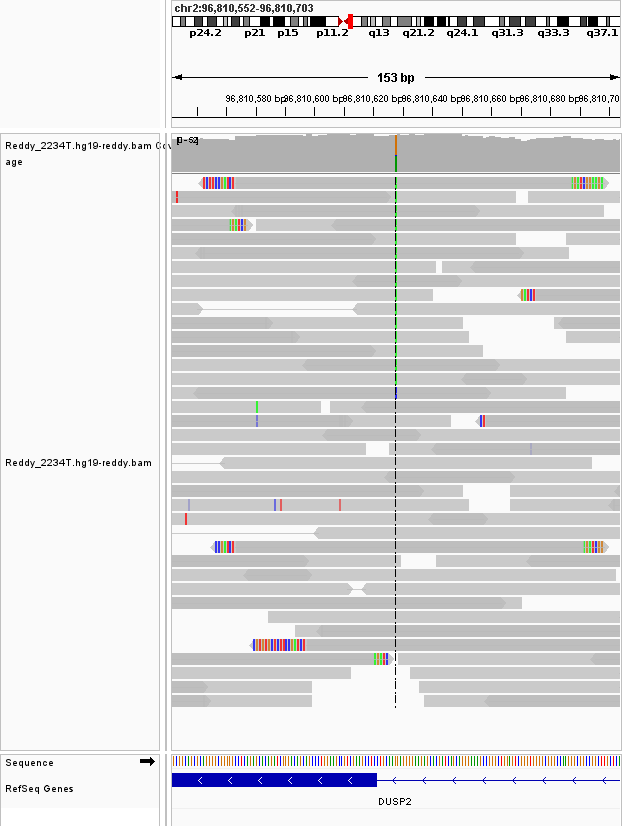 chr2:96,810,552-96,810,703
p24.2 p21 p15 p11.2 q13 q21.2 q24.1 q31.3 q33.3 q37.1
153 bp
96,810,580 bp 96,810,600 bp 96,810,620 bp 96,810,640 bp 96,810,660 bp 96,810,680 bp 96,810,70
Reddy_2234T.hg19-reddy.bam Cov
age
[0-52]
Reddy_2234T.hg19-reddy.bam
Sequence
RefSeq Genes
DUSP2